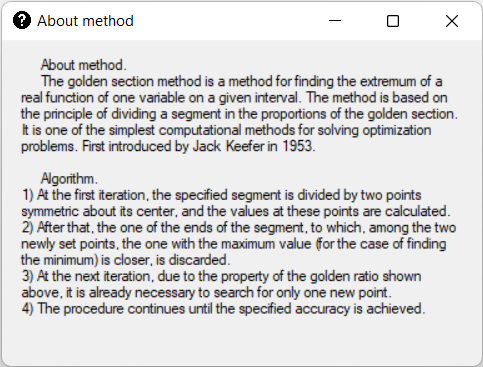 About method
About method.
The golden section method is a method for finding the extremum of a
real function of one variable on a given interval. The method is based on
the principle of dividing a segment in the proportions of the golden section.
It is one of the simplest computational methods for solving optimization
problems. First introduced by Jack Keefer in 1953.
Algorithm.
1) At the first iteration, the specified segment is divided by two points
symmetric about its center, and the values at these points are calculated.
2) After that, the one of the ends of the segment, to which, among the two
newly set points, the one with the maximum value (for the case of finding
the minimum) is closer, is discarded.
3) At the next iteration, due to the property of the golden ratio shown
above, it is already necessary to search for only one new point.
4) The procedure continues until the specified accuracy is achieved.